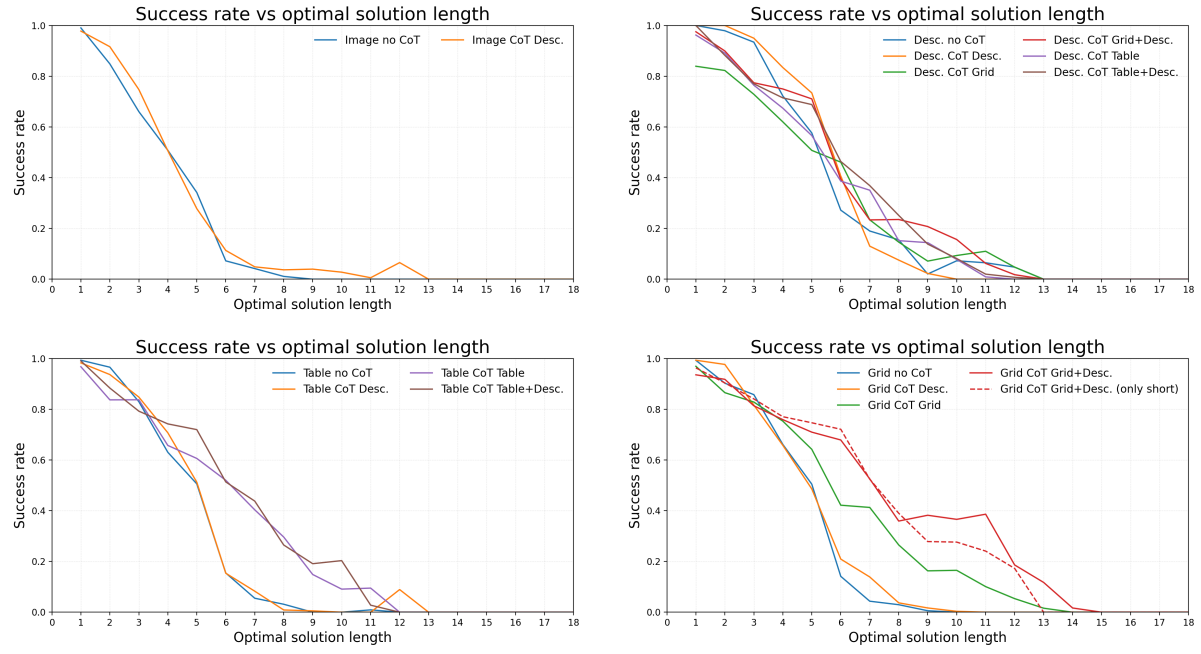 Success rate vs optimal solution length
Image no CoT
Image CoT Desc.
1.0
0.8
0.6
0.4
0.2
0.0
Success rate
0 1 2 3 4 5 6 7 8 9 10 11 12 13 14 15 16 17 18
Optimal solution length
Success rate vs optimal solution length
Desc. no CoT
Desc. CoT Desc.
Desc. CoT Grid
Desc. CoT Grid+Desc.
Desc. CoT Table
Desc. CoT Table+Desc.
1.0
0.8
0.6
0.4
0.2
0.0
Success rate
0 1 2 3 4 5 6 7 8 9 10 11 12 13 14 15 16 17 18
Optimal solution length
Success rate vs optimal solution length
Table no CoT
Table CoT Desc.
Table CoT Table
Table CoT Table+Desc.
1.0
0.8
0.6
0.4
0.2
0.0
Success rate
0 1 2 3 4 5 6 7 8 9 10 11 12 13 14 15 16 17 18
Optimal solution length
Success rate vs optimal solution length
Grid no CoT
Grid CoT Desc.
Grid CoT Grid
Grid CoT Grid+Desc.
Grid CoT Grid+Desc. (only short)
1.0
0.8
0.6
0.4
0.2
0.0
Success rate
0 1 2 3 4 5 6 7 8 9 10 11 12 13 14 15 16 17 18
Optimal solution length